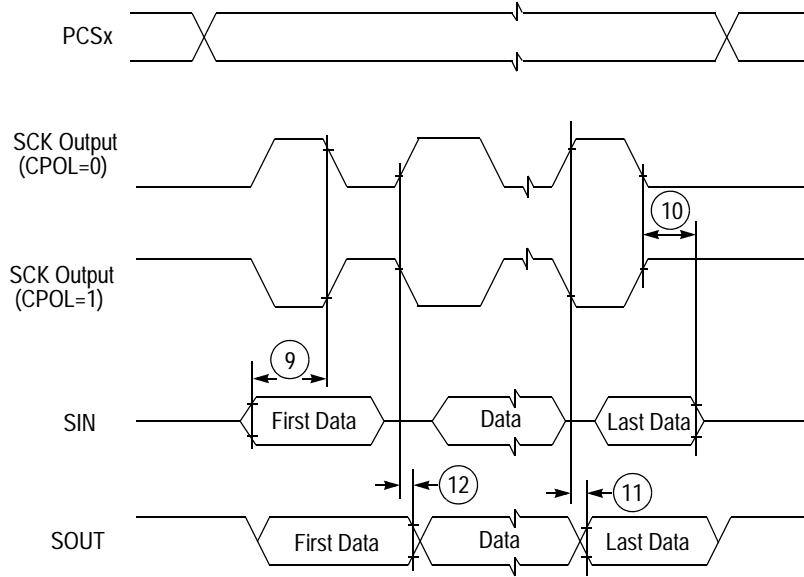 PCSx
SCK Output
(CPOL=0)
10
SCK Output
(CPOL=1)
9
SIN
First Data
Data
Last Data
12
11
SOUT
First Data
Data
Last Data